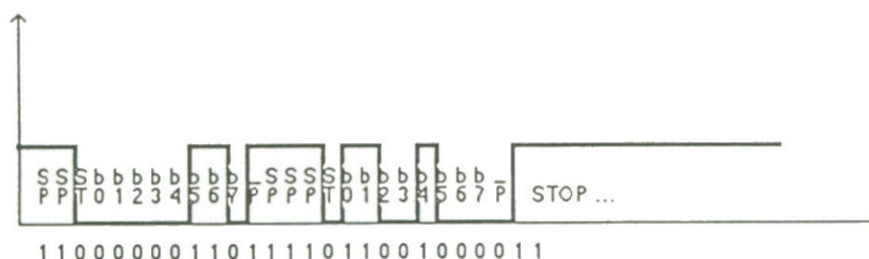 S S S b b b b b b b b _ S S S S S b b b b b b b b _
P P T 0 1 2 3 4 5 6 7 P P P P T 0 1 2 3 4 5 6 7 P STOP ...
1 1 0 0 0 0 0 0 1 1 0 1 1 1 1 0 1 1 0 0 1 0 0 0 0 1 1